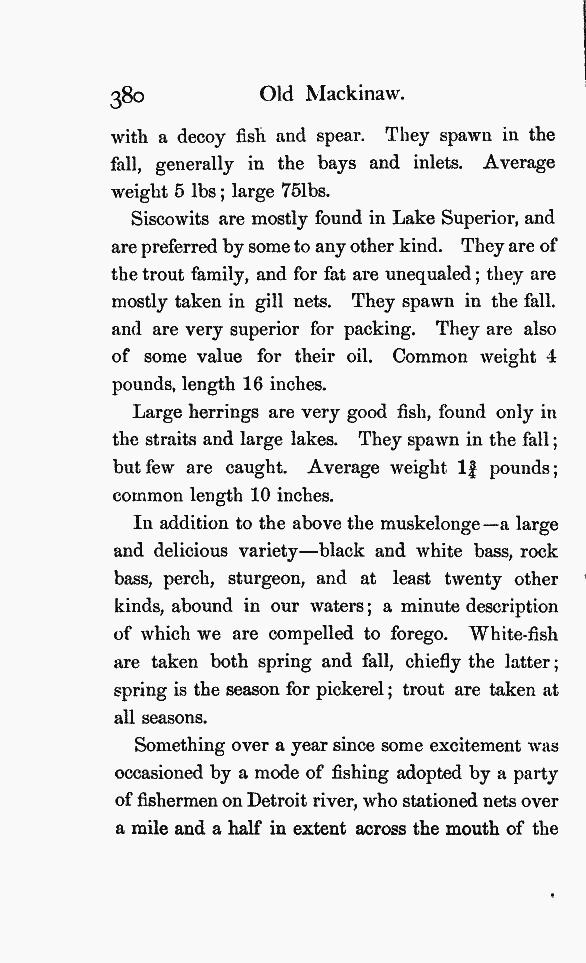 380 Old Mackinaw.
with a decoy fish and spear. They spawn in the
fall, generally in the bays and inlets. Average
weight 5 lbs; large 75lbs.
Siscowits are mostly found in Lake Superior, and
are preferred by some to any other kind. They are of
the trout family, and for fat are unequaled; they are
mostly taken in gill nets. They spawn in the fall.
and are very superior for packing. They are also
of some value for their oil. Common weight 4
pounds, length 16 inches.
Large herrings are very good fish, found only in
the straits and large lakes. They spawn in the fall;
but few are caught. Average weight 1¾ pounds;
common length 10 inches.
In addition to the above the muskelonge—a large
and delicious variety—black and white bass, rock
bass, perch, sturgeon, and at least twenty other
kinds, abound in our waters; a minute description
of which we are compelled to forego. White-fish
are taken both spring and fall, chiefly the latter;
spring is the season for pickerel; trout are taken at
all seasons.
Something over a year since some excitement was
occasioned by a mode of fishing adopted by a party
of fishermen on Detroit river, who stationed nets over
a mile and a half in extent across the mouth of the